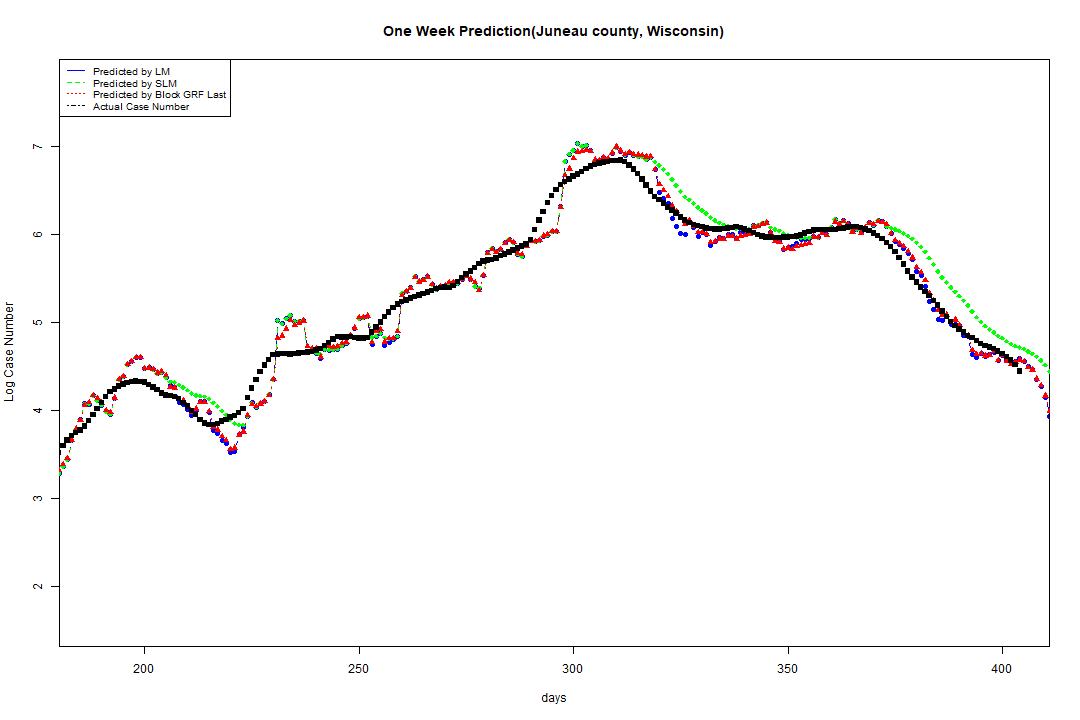 One Week Prediction(Juneau county, Wisconsin)
Predicted by LM
Predicted by SLM
Predicted by Block GRF Last
Actual Case Number
7
6
5
4
3
2
Log Case Number
200 250 300 350 400
days